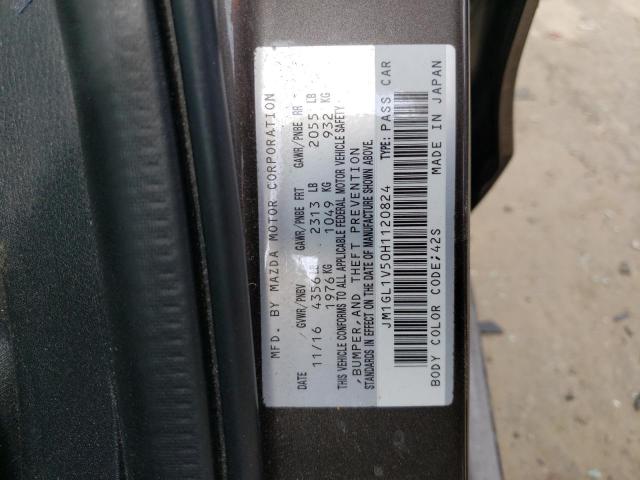 MFD. BY MAZDA MOTOR CORPORATION
DATE GVWR/PNBV GAWR/PNBE FRT GAWR/PNBE RR
11/16 4356 LB 2313 LB 2055 LB
1976 KG 1049 KG 932 KG
THIS VEHICLE CONFORMS TO ALL APPLICABLE FEDERAL MOTOR VEHICLE SAFETY,
,BUMPER,AND THEFT PREVENTION
STANDARDS IN EFFECT ON THE DATE OF MANUFACTURE SHOWN ABOVE.
JM1GL1V50H1120824 TYPE: PASS CAR
BODY COLOR CODE;42S MADE IN JAPAN